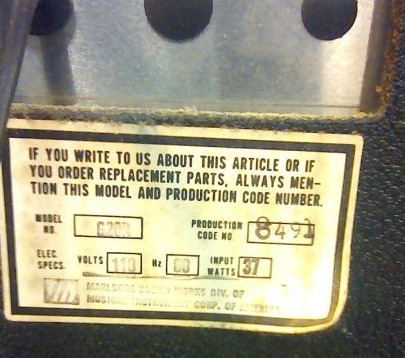 IF YOU WRITE TO US ABOUT THIS ARTICLE OR IF
YOU ORDER REPLACEMENT PARTS, ALWAYS MEN-
TION THIS MODEL AND PRODUCTION CODE NUMBER.
MODEL NO. PRODUCTION CODE NO. 8491
ELEC. SPECS. VOLTS 110 Hz 60 INPUT WATTS 37
MARLBORO SOUND WORKS DIV. OF
MUSICAL INSTRUMENT CORP. OF AMERICA